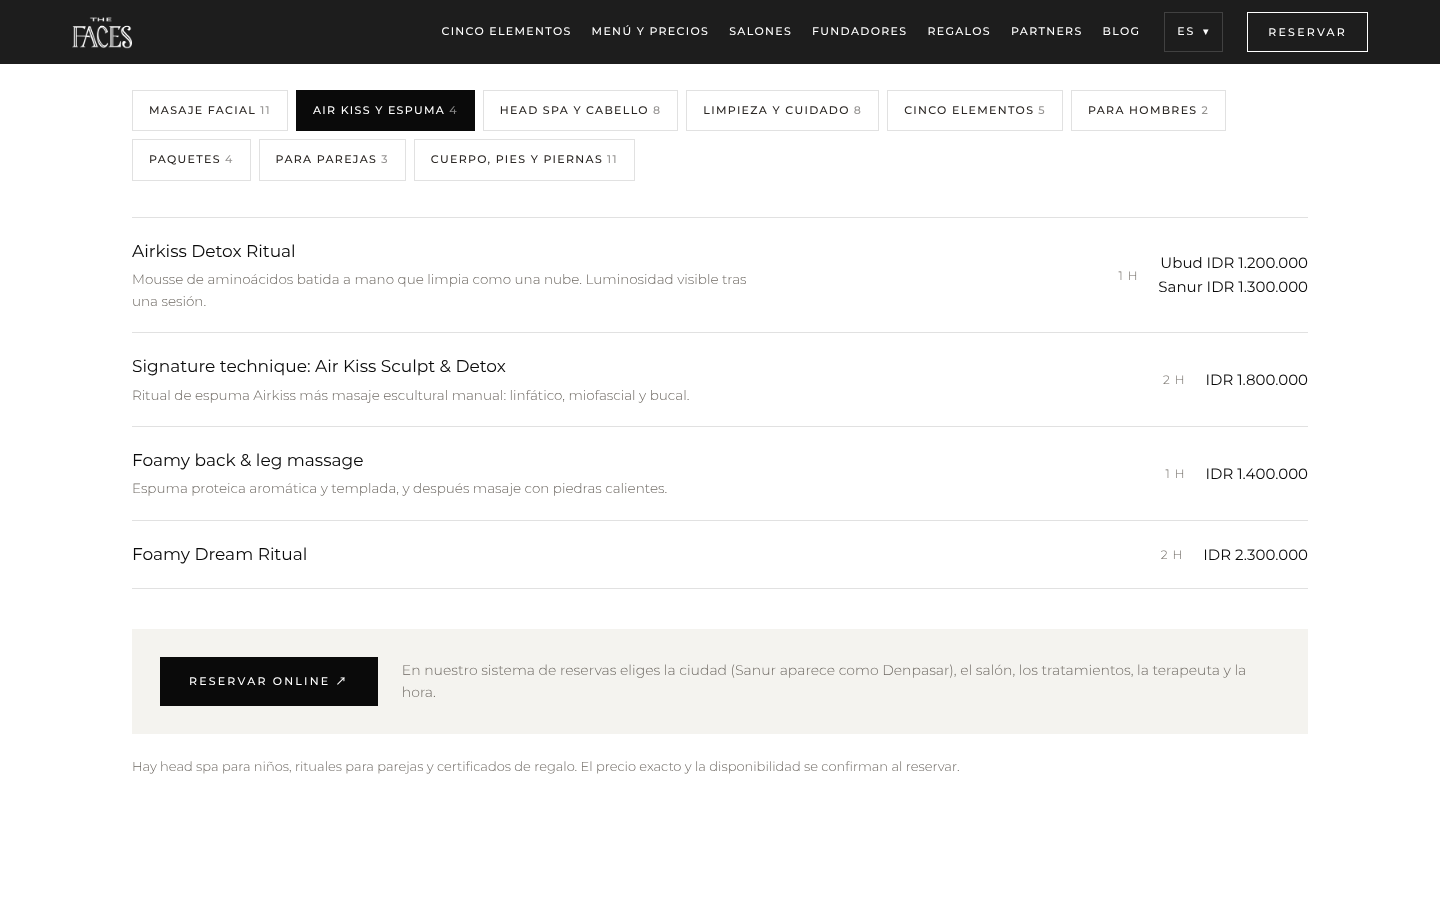 THE
FACES
CINCO ELEMENTOS MENÚ Y PRECIOS SALONES FUNDADORES REGALOS PARTNERS BLOG ES ▾ RESERVAR
MASAJE FACIAL 11 AIR KISS Y ESPUMA 4 HEAD SPA Y CABELLO 8 LIMPIEZA Y CUIDADO 8 CINCO ELEMENTOS 5 PARA HOMBRES 2
PAQUETES 4 PARA PAREJAS 3 CUERPO, PIES Y PIERNAS 11
Airkiss Detox Ritual
Mousse de aminoácidos batida a mano que limpia como una nube. Luminosidad visible tras
una sesión.
1 H
Ubud IDR 1.200.000
Sanur IDR 1.300.000
Signature technique: Air Kiss Sculpt & Detox
Ritual de espuma Airkiss más masaje escultural manual: linfático, miofascial y bucal.
2 H IDR 1.800.000
Foamy back & leg massage
Espuma proteica aromática y templada, y después masaje con piedras calientes.
1 H IDR 1.400.000
Foamy Dream Ritual
2 H IDR 2.300.000
RESERVAR ONLINE ↗
En nuestro sistema de reservas eliges la ciudad (Sanur aparece como Denpasar), el salón, los tratamientos, la terapeuta y la
hora.
Hay head spa para niños, rituales para parejas y certificados de regalo. El precio exacto y la disponibilidad se confirman al reservar.